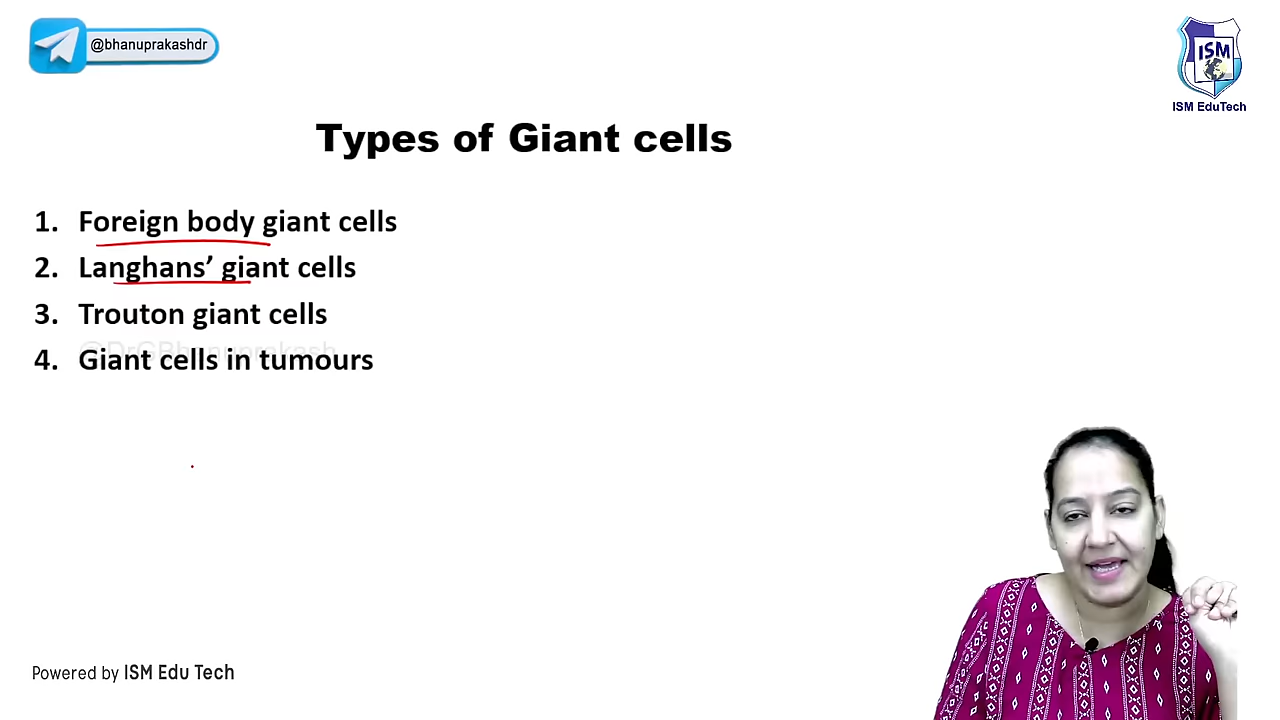 @bhanuprakashdr
ISM
ISM EduTech
Types of Giant cells
1. Foreign body giant cells
2. Langhans’ giant cells
3. Trouton giant cells
@DrGBhanuprakash
4. Giant cells in tumours
Powered by ISM Edu Tech